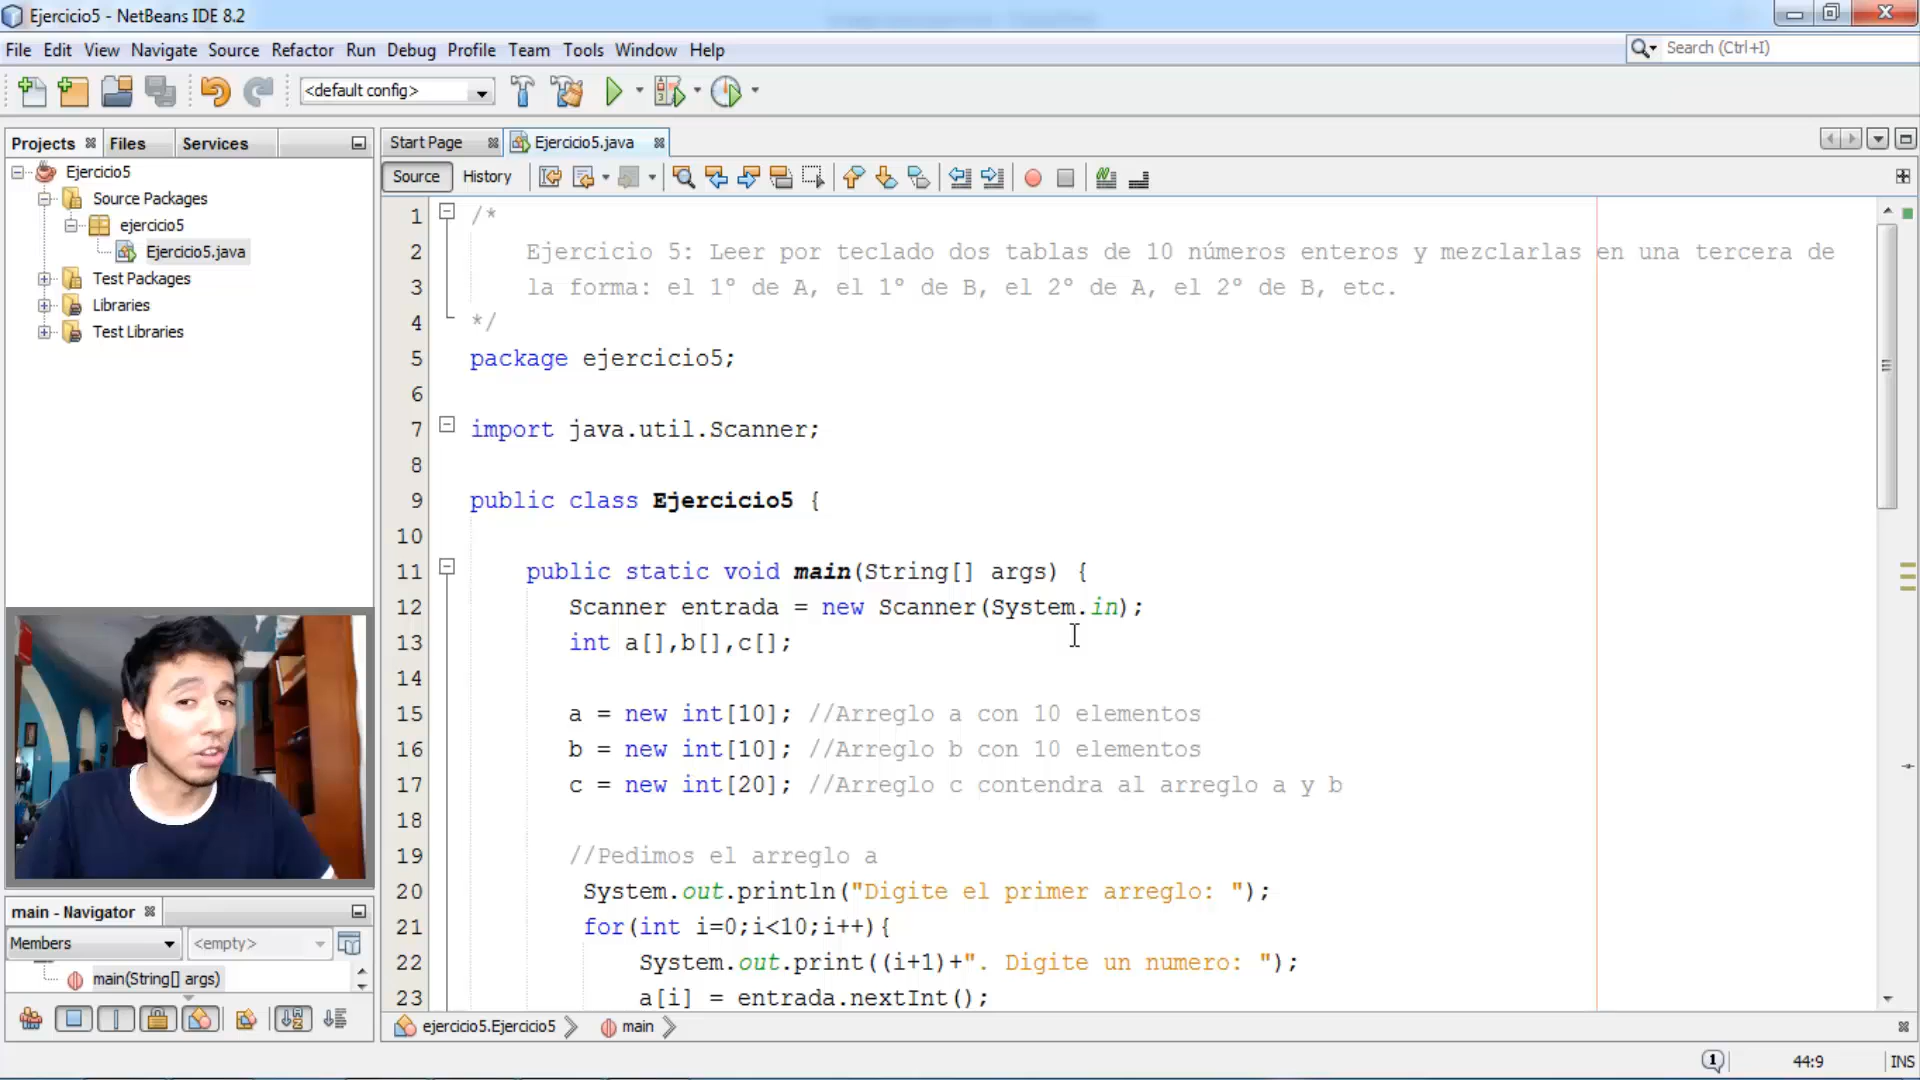 Ejercicio5 - NetBeans IDE 8.2
File Edit View Navigate Source Refactor Run Debug Profile Team Tools Window Help
Search (Ctrl+I)
<default config>
Projects Files Services
Start Page Ejercicio5.java
Ejercicio5
Source Packages
ejercicio5
Ejercicio5.java
Test Packages
Libraries
Test Libraries
Source History
1 /*
2 Ejercicio 5: Leer por teclado dos tablas de 10 números enteros y mezclarlas en una tercera de
3 la forma: el 1º de A, el 1º de B, el 2º de A, el 2º de B, etc.
4 */
5 package ejercicio5;
6
7 import java.util.Scanner;
8
9 public class Ejercicio5 {
10
11 public static void main(String[] args) {
12 Scanner entrada = new Scanner(System.in);
13 int a[],b[],c[];
14
15 a = new int[10]; //Arreglo a con 10 elementos
16 b = new int[10]; //Arreglo b con 10 elementos
17 c = new int[20]; //Arreglo c contendra al arreglo a y b
18
19 //Pedimos el arreglo a
20 System.out.println("Digite el primer arreglo: ");
21 for(int i=0;i<10;i++){
22 System.out.print((i+1)+". Digite un numero: ");
23 a[i] = entrada.nextInt();
main - Navigator
Members <empty>
main(String[] args)
ejercicio5.Ejercicio5 main
1 44:9 INS